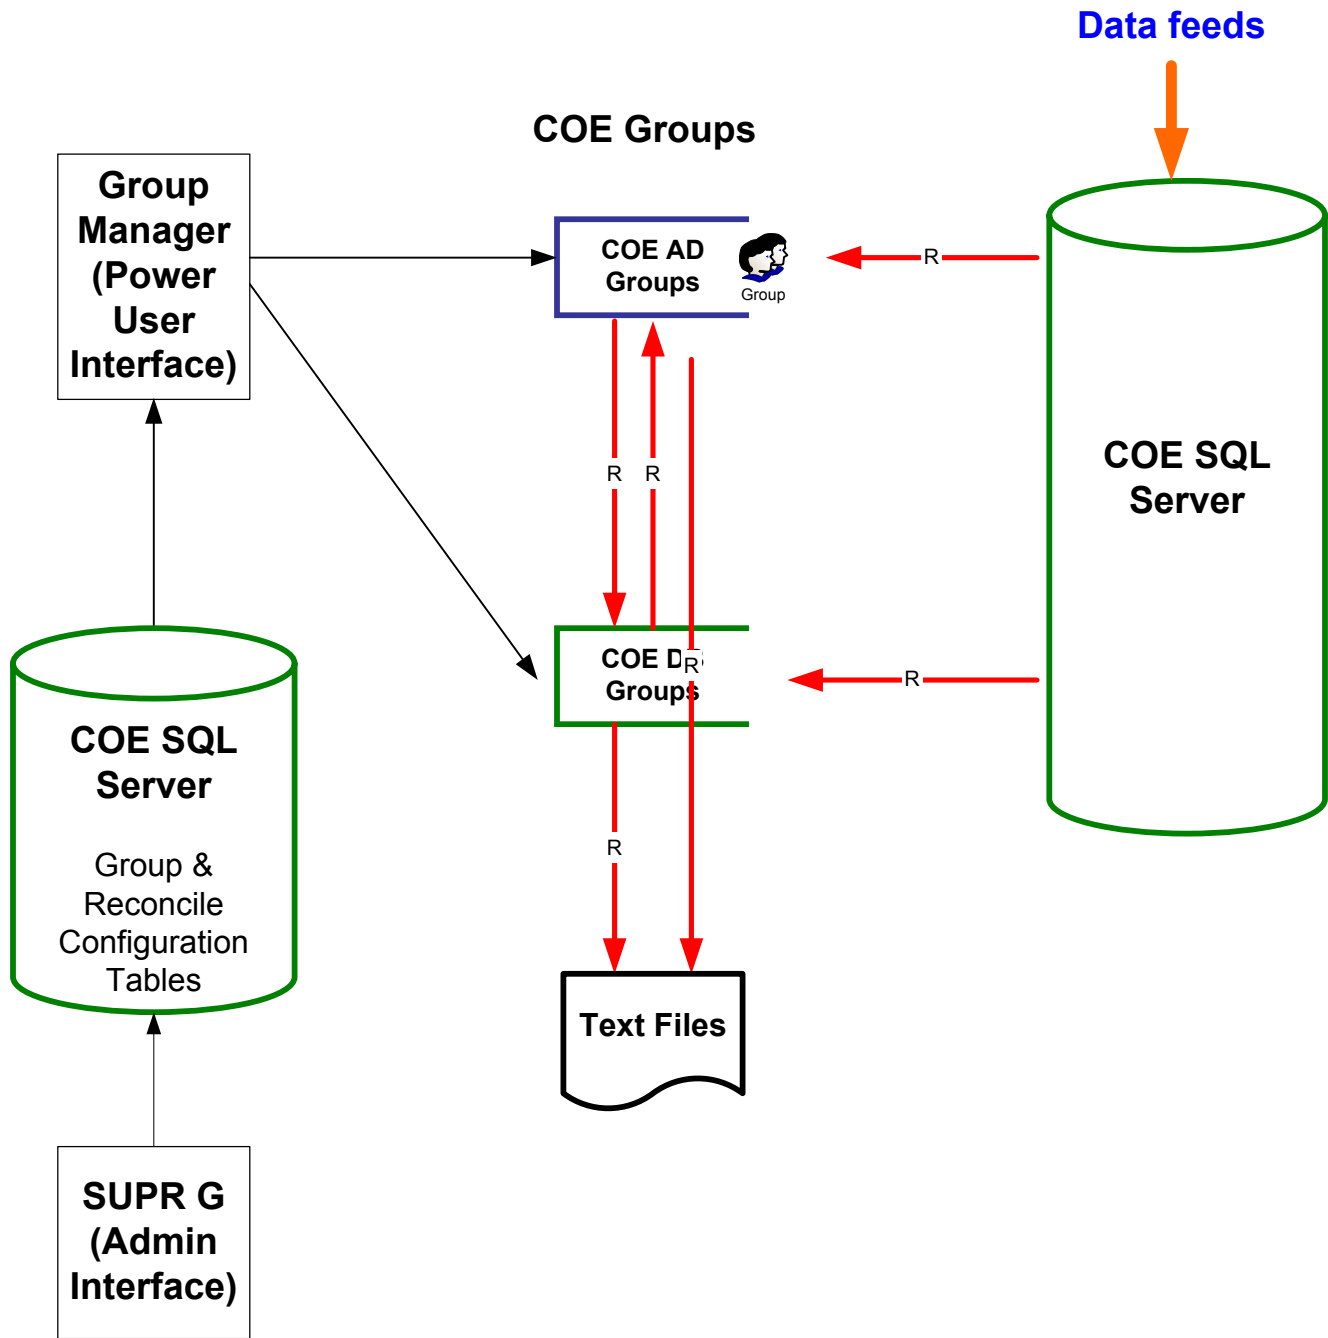 Data feeds
COE Groups
Group
Manager
(Power
User
Interface)
COE AD
Groups
Group
R
COE SQL
Server
R
R
COE
R
Groups
R
COE SQL
Server
Group &
Reconcile
Configuration
Tables
R
Text Files
SUPR G
(Admin
Interface)